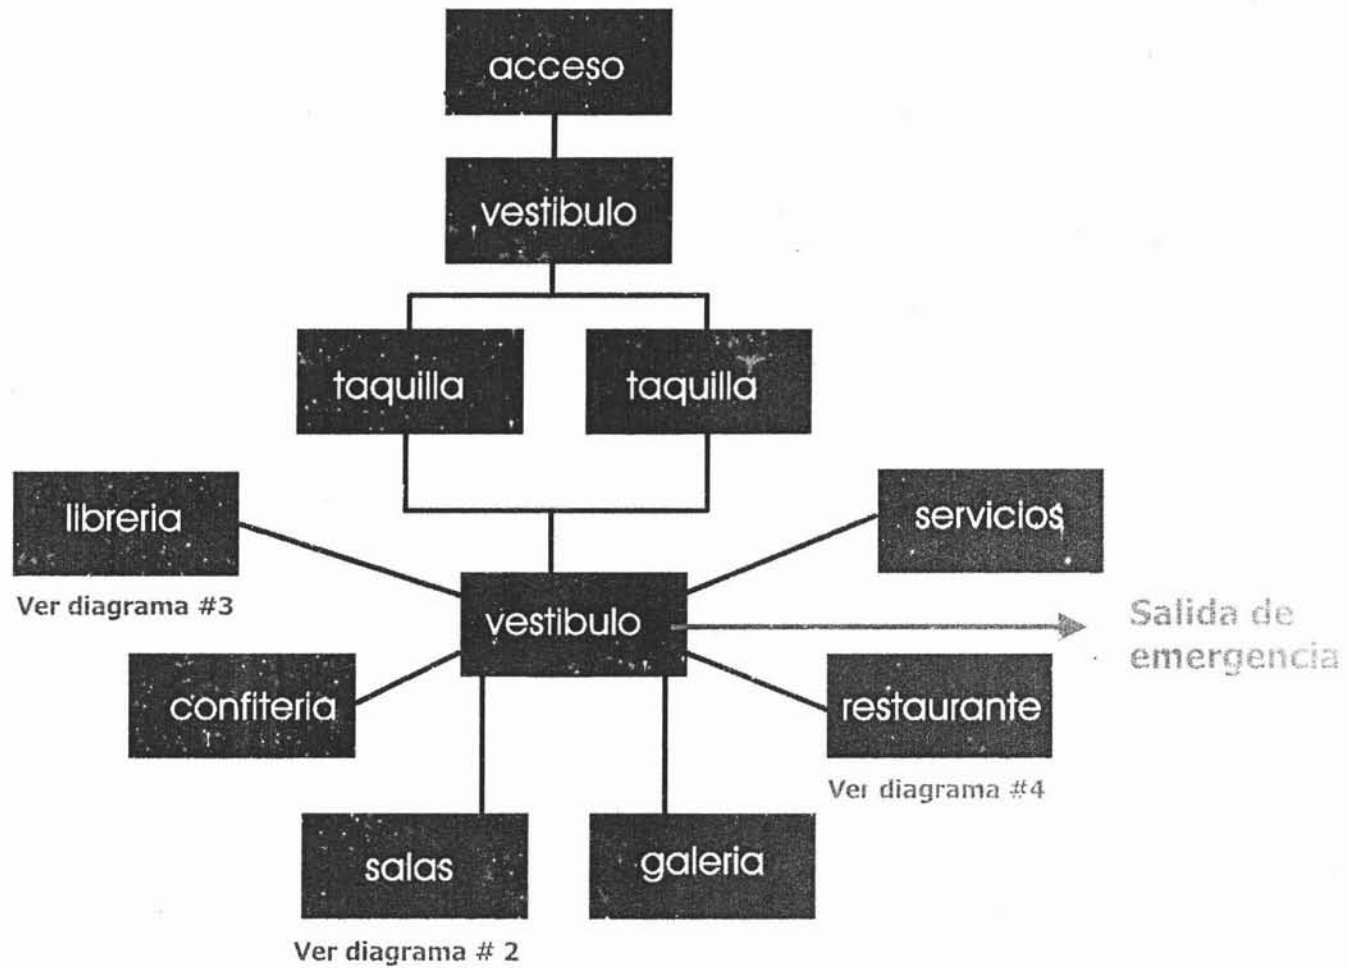 acceso
vestibulo
taquilla
taquilla
libreria
servicios
Ver diagrama #3
vestibulo
Salida de
emergencia
confiteria
restaurante
Ver diagrama #4
salas
galeria
Ver diagrama # 2